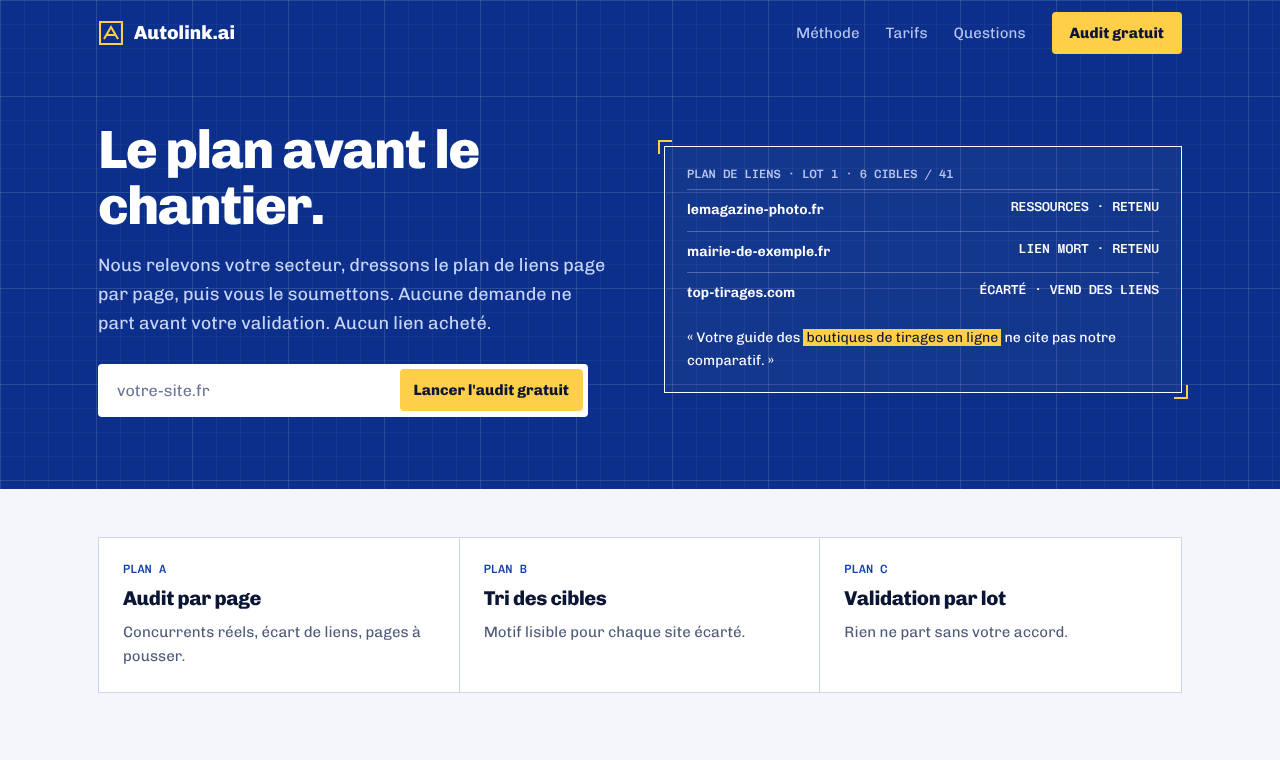 Autolink.ai
Méthode
Tarifs
Questions
Audit gratuit
Le plan avant le
chantier.
Nous relevons votre secteur, dressons le plan de liens page
par page, puis vous le soumettons. Aucune demande ne
part avant votre validation. Aucun lien acheté.
votre-site.fr
Lancer l'audit gratuit
PLAN DE LIENS · LOT 1 · 6 CIBLES / 41
lemagazine-photo.fr RESSOURCES · RETENU
mairie-de-exemple.fr LIEN MORT · RETENU
top-tirages.com ÉCARTÉ · VEND DES LIENS
« Votre guide des boutiques de tirages en ligne ne cite pas notre
comparatif. »
PLAN A
Audit par page
Concurrents réels, écart de liens, pages à
pousser.
PLAN B
Tri des cibles
Motif lisible pour chaque site écarté.
PLAN C
Validation par lot
Rien ne part sans votre accord.